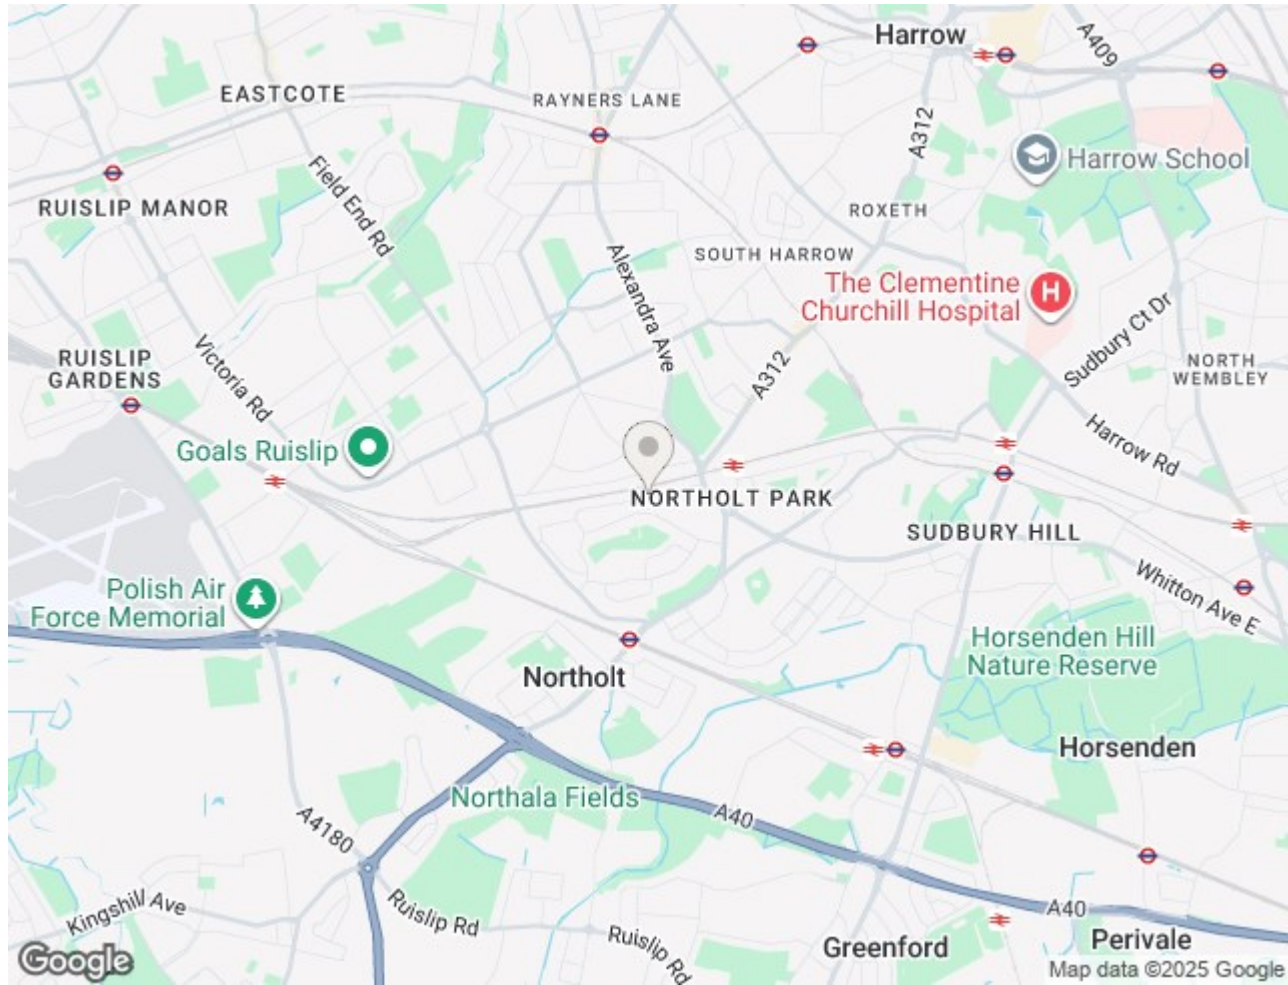 Harrow
A409
EASTCOTE
RAYNERS LANE
A312
Harrow School
Field End Rd
RUISLIP MANOR
ROXETH
SOUTH HARROW
Alexandra Ave
The Clementine
Churchill Hospital
H
Sudbury Ct Dr
Victoria Rd
RUISLIP
GARDENS
A312
NORTH
WEMBLEY
Goals Ruislip
Harrow Rd
NORTHOLT PARK
SUDBURY HILL
Polish Air
Force Memorial
Whitton Ave E
Horsenden Hill
Nature Reserve
Northolt
Horsenden
Northala Fields
A40
A4180
Kingshill Ave
Ruislip Rd
Ruislip Rd
A40
Greenford
Perivale
Google
Map data ©2025 Google